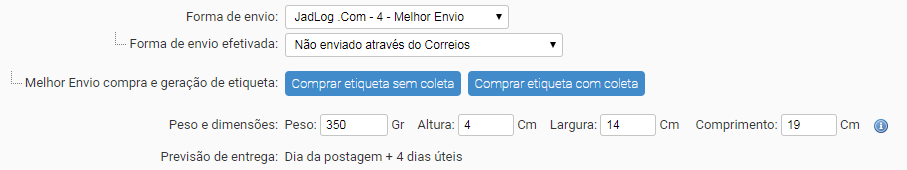 Forma de envio: JadLog .Com - 4 - Melhor Envio
Forma de envio efetivada: Não enviado através do Correios
Melhor Envio compra e geração de etiqueta: Comprar etiqueta sem coleta Comprar etiqueta com coleta
Peso e dimensões: Peso: 350 Gr Altura: 4 Cm Largura: 14 Cm Comprimento: 19 Cm
Previsão de entrega: Dia da postagem + 4 dias úteis